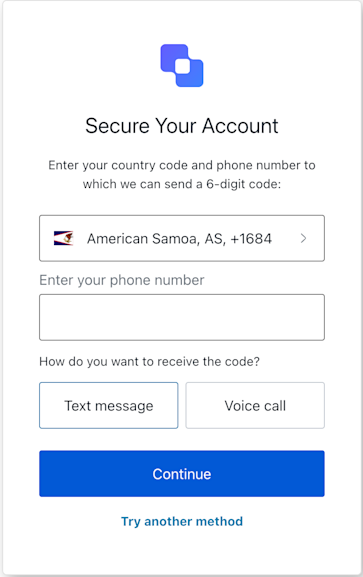 Secure Your Account
Enter your country code and phone number to
which we can send a 6-digit code:
American Samoa, AS, +1684
Enter your phone number
How do you want to receive the code?
Text message
Voice call
Continue
Try another method